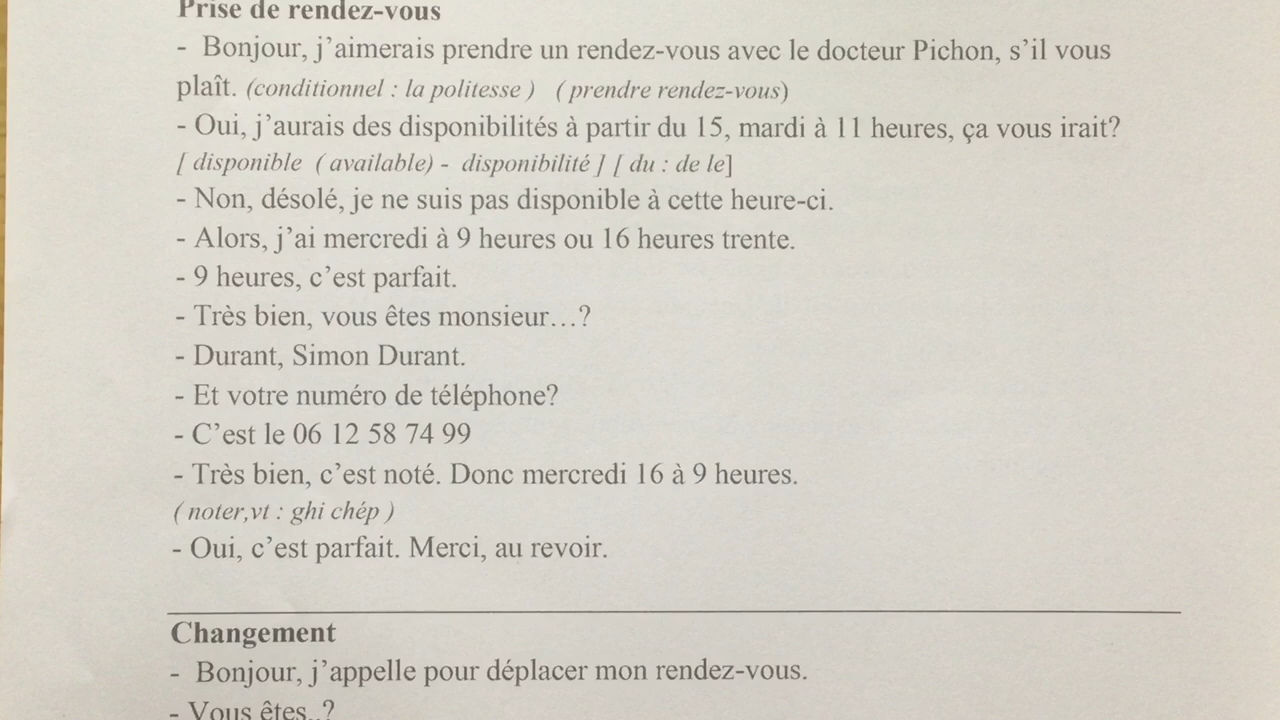 Prise de rendez-vous
- Bonjour, j’aimerais prendre un rendez-vous avec le docteur Pichon, s’il vous
plaît. (conditionnel : la politesse ) ( prendre rendez-vous)
- Oui, j’aurais des disponibilités à partir du 15, mardi à 11 heures, ça vous irait?
[ disponible ( available) - disponibilité ] [ du : de le]
- Non, désolé, je ne suis pas disponible à cette heure-ci.
- Alors, j’ai mercredi à 9 heures ou 16 heures trente.
- 9 heures, c’est parfait.
- Très bien, vous êtes monsieur…?
- Durant, Simon Durant.
- Et votre numéro de téléphone?
- C’est le 06 12 58 74 99
- Très bien, c’est noté. Donc mercredi 16 à 9 heures.
( noter,vt : ghi chép )
- Oui, c’est parfait. Merci, au revoir.
Changement
- Bonjour, j’appelle pour déplacer mon rendez-vous.
- Vous êtes..?